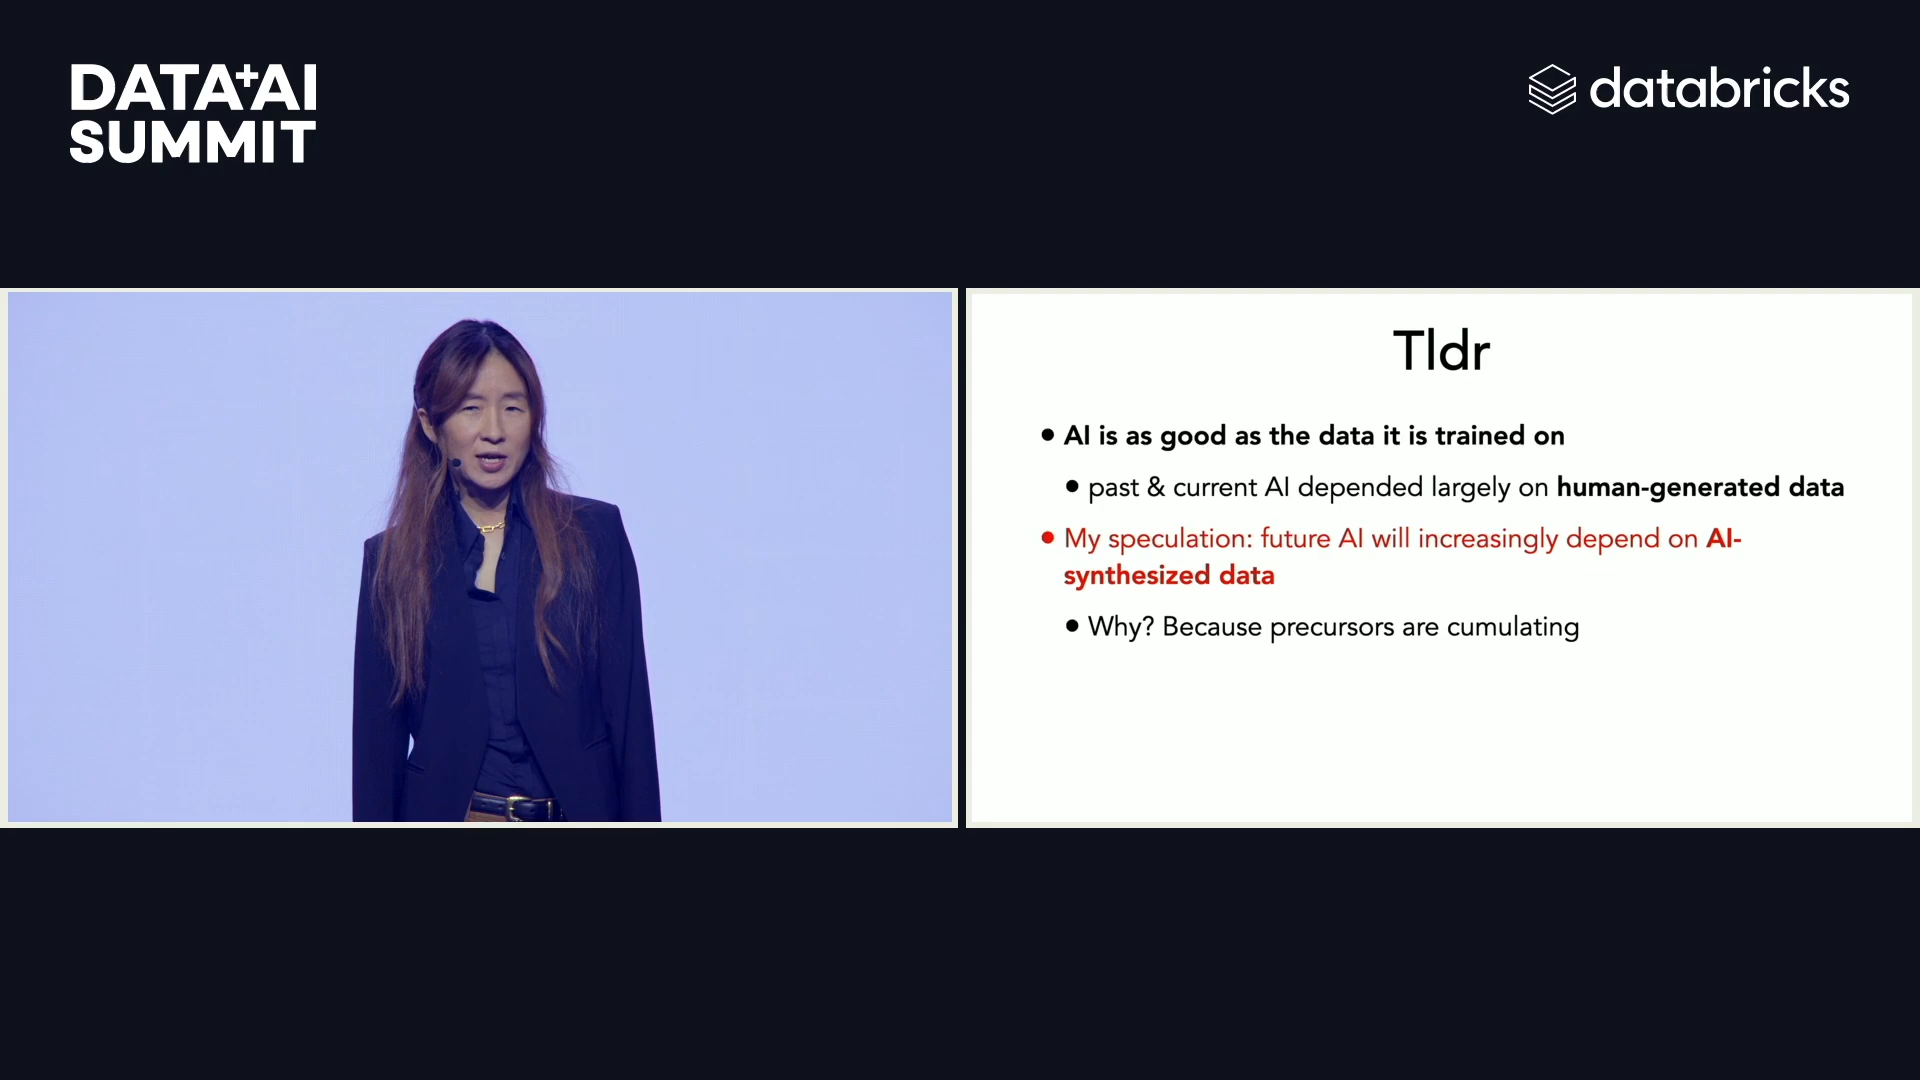 DATA+AI
SUMMIT
databricks
Tldr
• AI is as good as the data it is trained on
• past & current AI depended largely on human-generated data
• My speculation: future AI will increasingly depend on AI-
synthesized data
• Why? Because precursors are cumulating